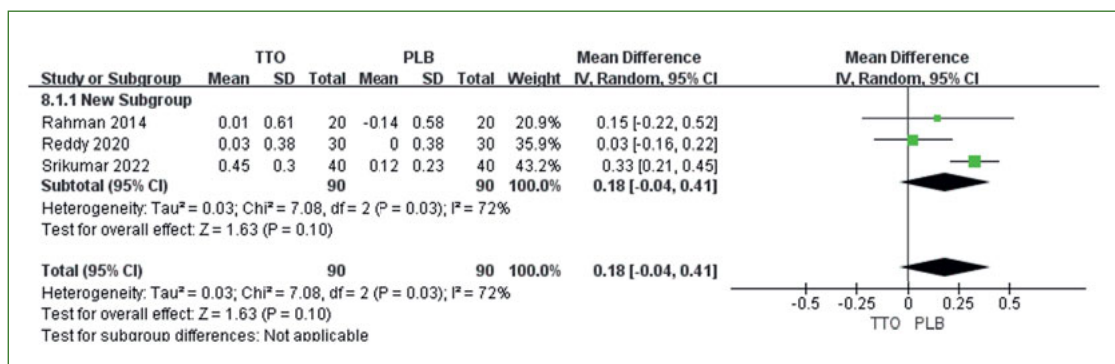 TTO PLB Mean Difference Mean Difference
Study or Subgroup Mean SD Total Mean SD Total Weight IV, Random, 95% CI IV, Random, 95% CI
8.1.1 New Subgroup
Rahman 2014 0.01 0.61 20 -0.14 0.58 20 20.9% 0.15 [-0.22, 0.52]
Reddy 2020 0.03 0.38 30 0 0.38 30 35.9% 0.03 [-0.16, 0.22]
Srikumar 2022 0.45 0.3 40 0.12 0.23 40 43.2% 0.33 [0.21, 0.45]
Subtotal (95% CI) 90 90 100.0% 0.18 [-0.04, 0.41]
Heterogeneity: Tau² = 0.03; Chi² = 7.08, df = 2 (P = 0.03); I² = 72%
Test for overall effect: Z = 1.63 (P = 0.10)
Total (95% CI) 90 90 100.0% 0.18 [-0.04, 0.41]
Heterogeneity: Tau² = 0.03; Chi² = 7.08, df = 2 (P = 0.03); I² = 72%
Test for overall effect: Z = 1.63 (P = 0.10)
Test for subgroup differences: Not applicable
-0.5 -0.25 0 0.25 0.5
TTO PLB